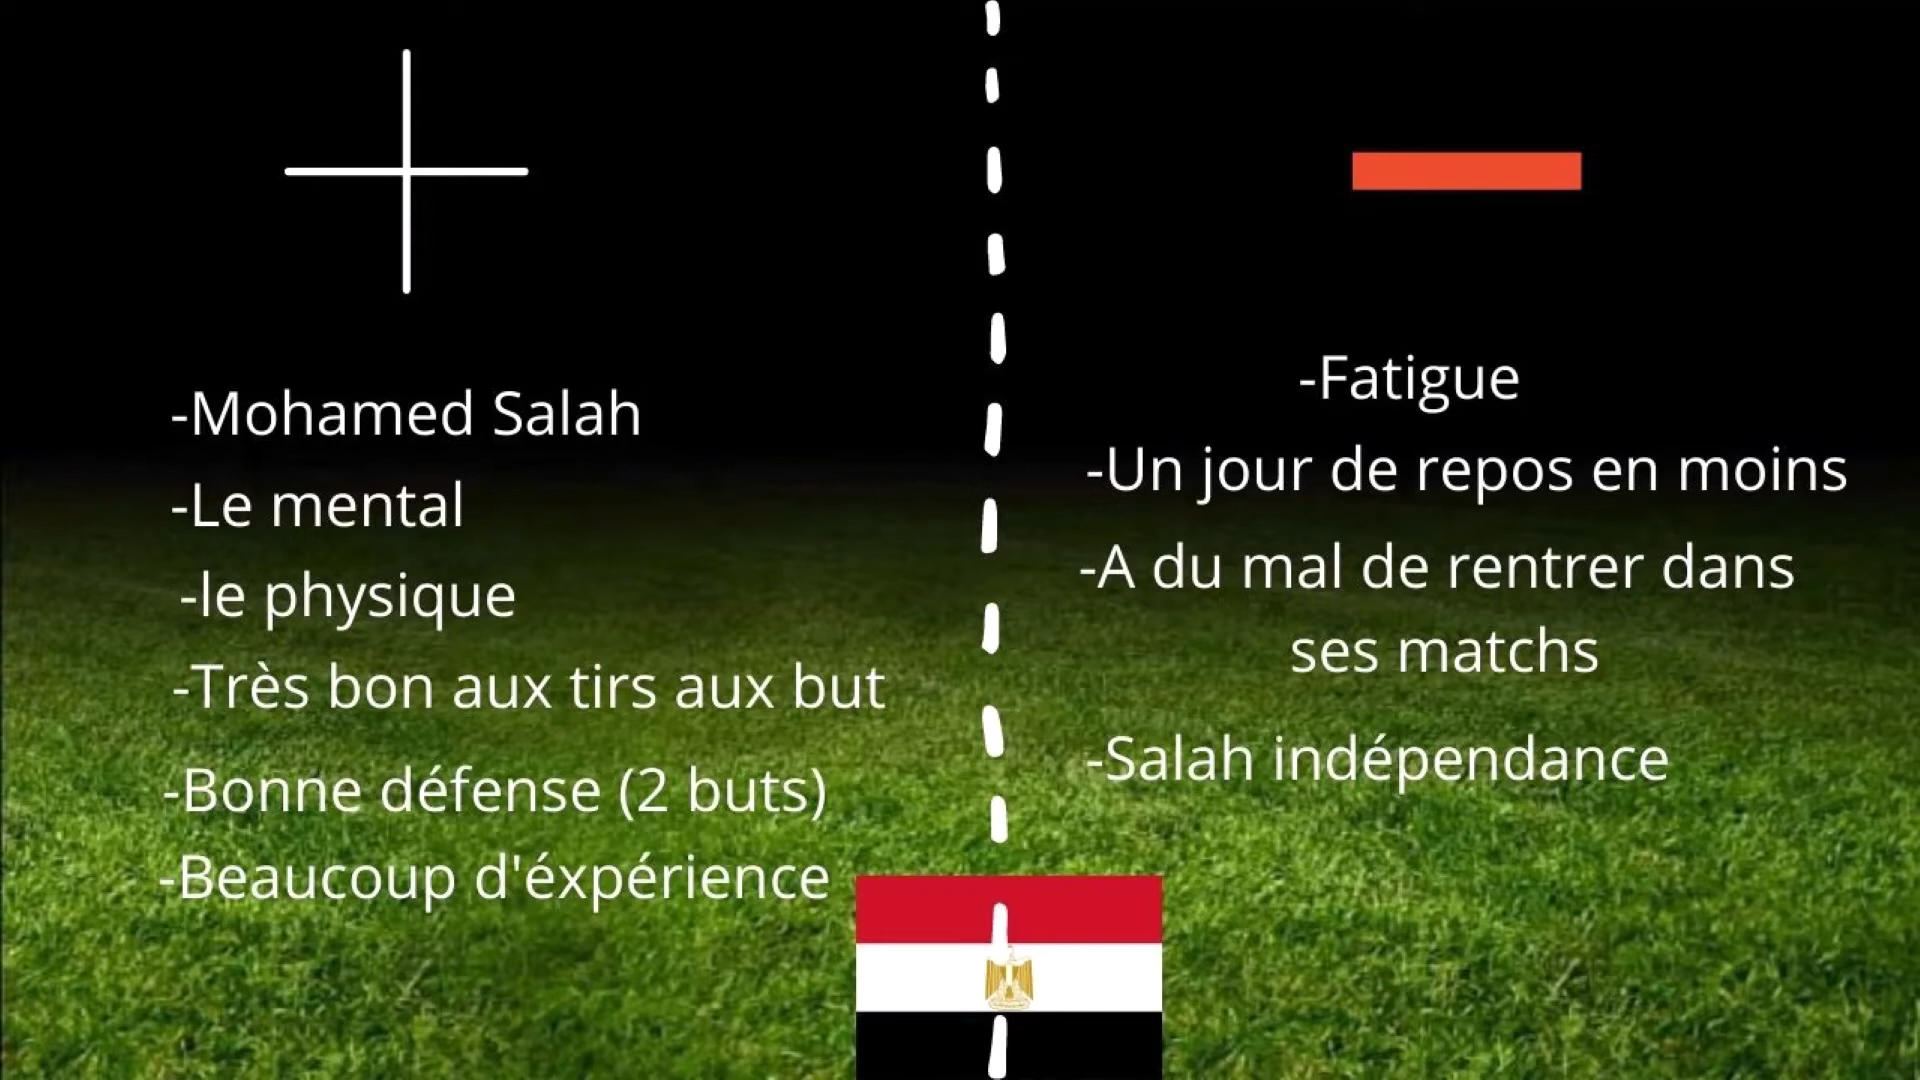 -Mohamed Salah
-Le mental
-le physique
-Très bon aux tirs aux but
-Bonne défense (2 buts)
-Beaucoup d'éxpérience
-Fatigue
-Un jour de repos en moins
-A du mal de rentrer dans
ses matchs
-Salah indépendance